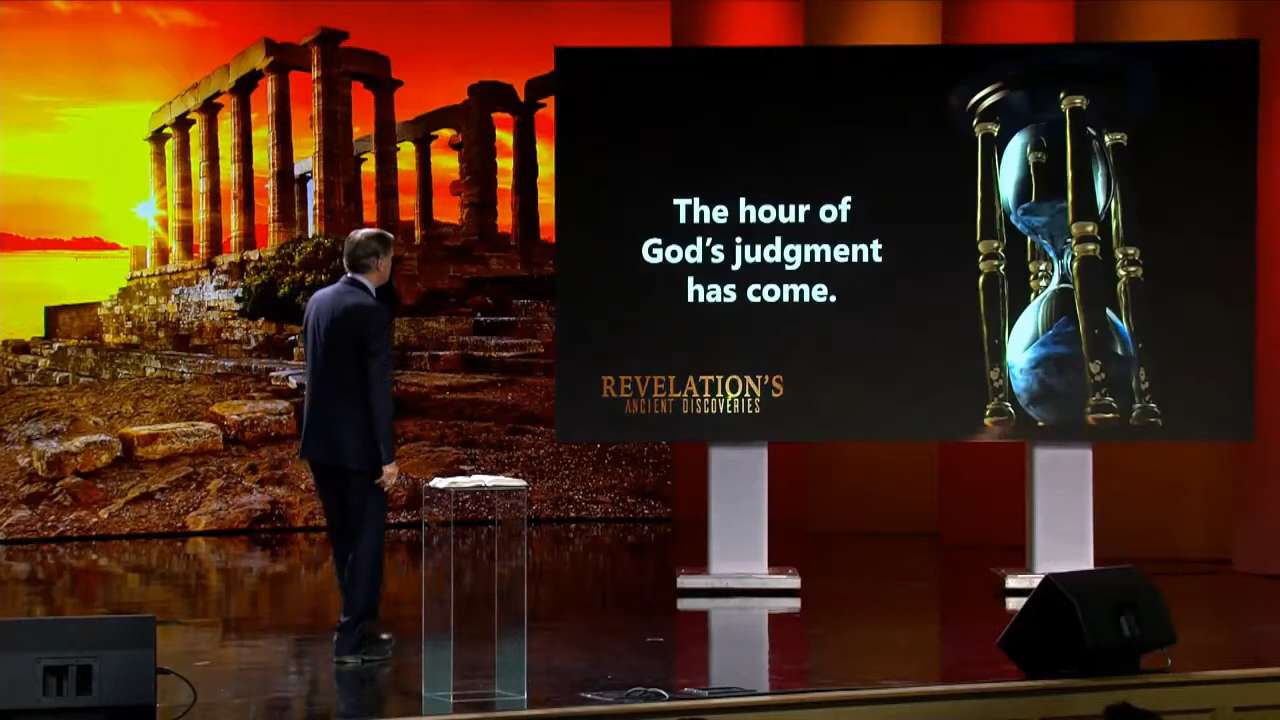 The hour of
God's judgment
has come.
REVELATION'S
ANCIENT DISCOVERIES